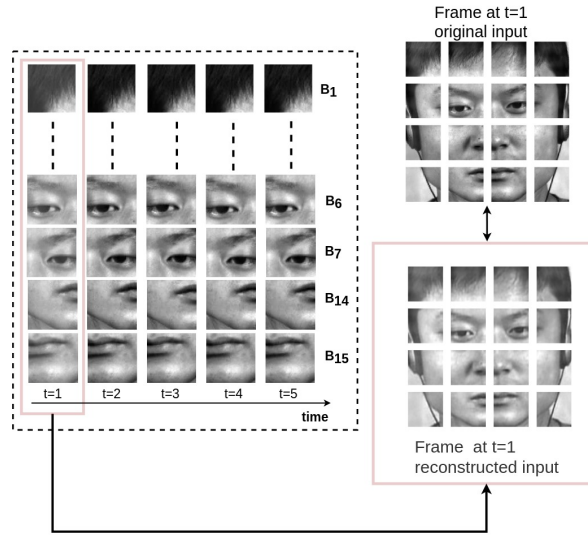 Frame at t=1
original input
B1
B6
B7
B14
B15
t=1 t=2 t=3 t=4 t=5
time
Frame at t=1
reconstructed input